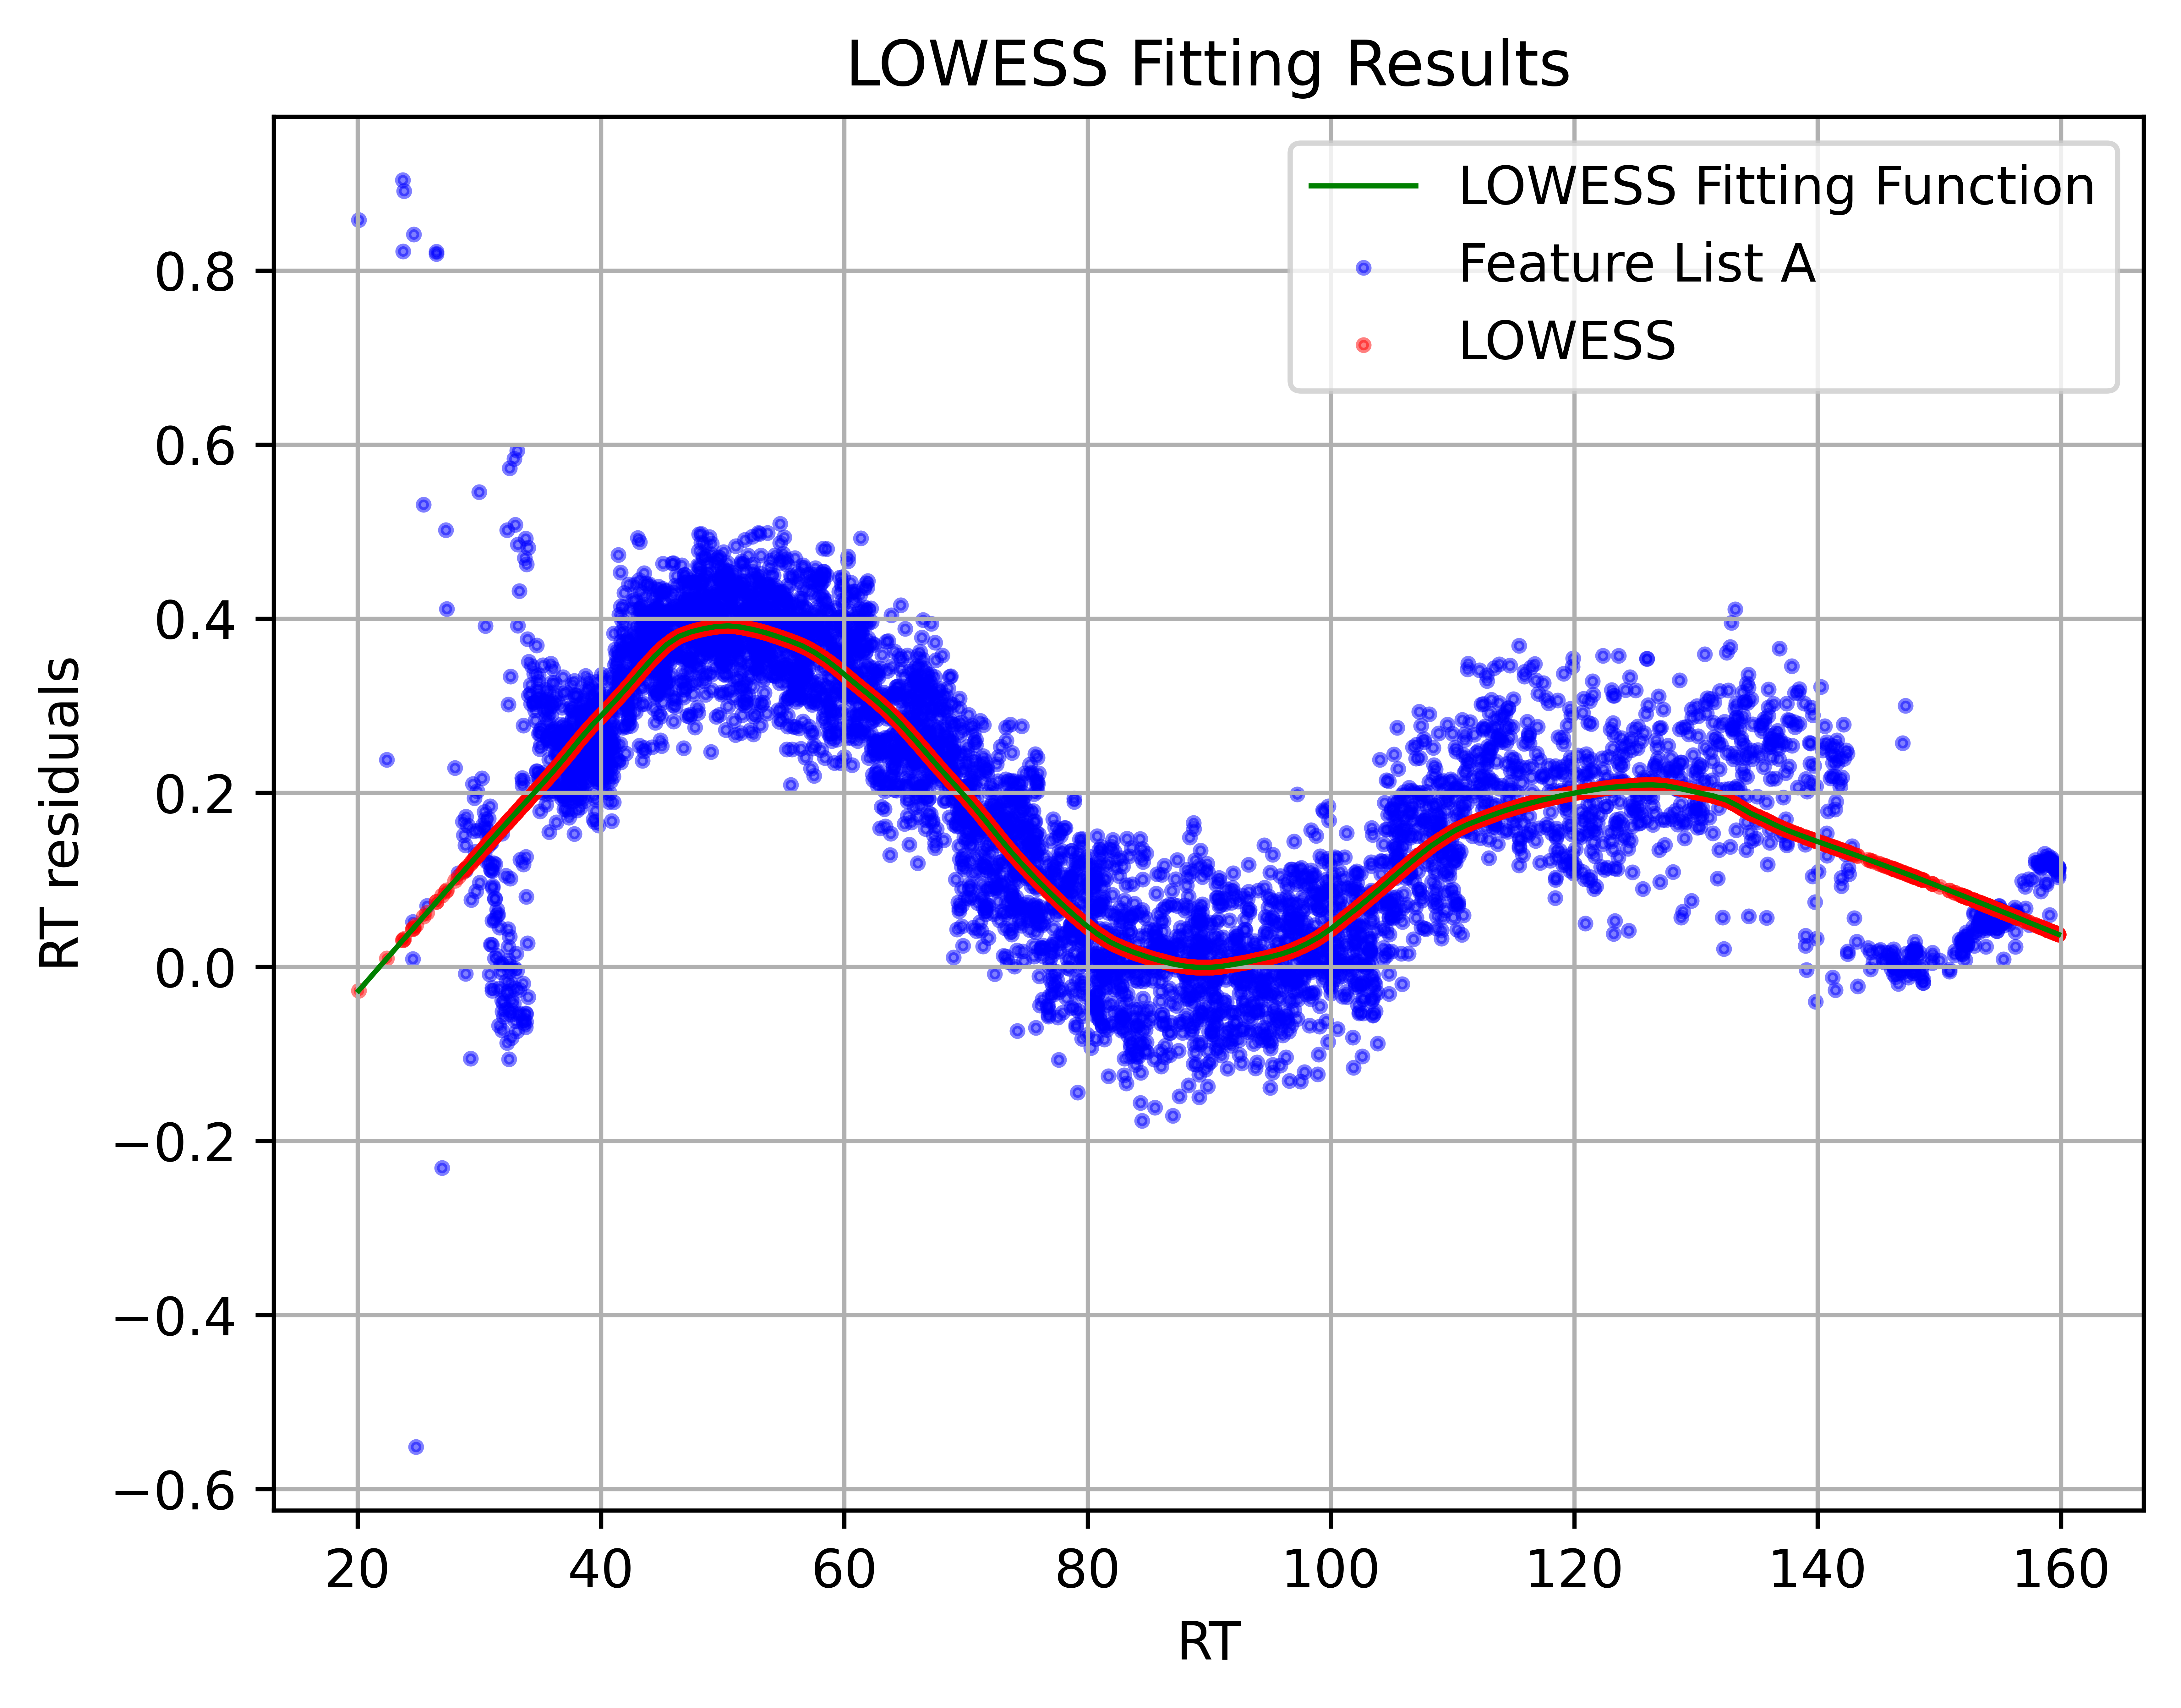 LOWESS Fitting Results
LOWESS Fitting Function
Feature List A
LOWESS
RT residuals
0.8
0.6
0.4
0.2
0.0
−0.2
−0.4
−0.6
20 40 60 80 100 120 140 160
RT